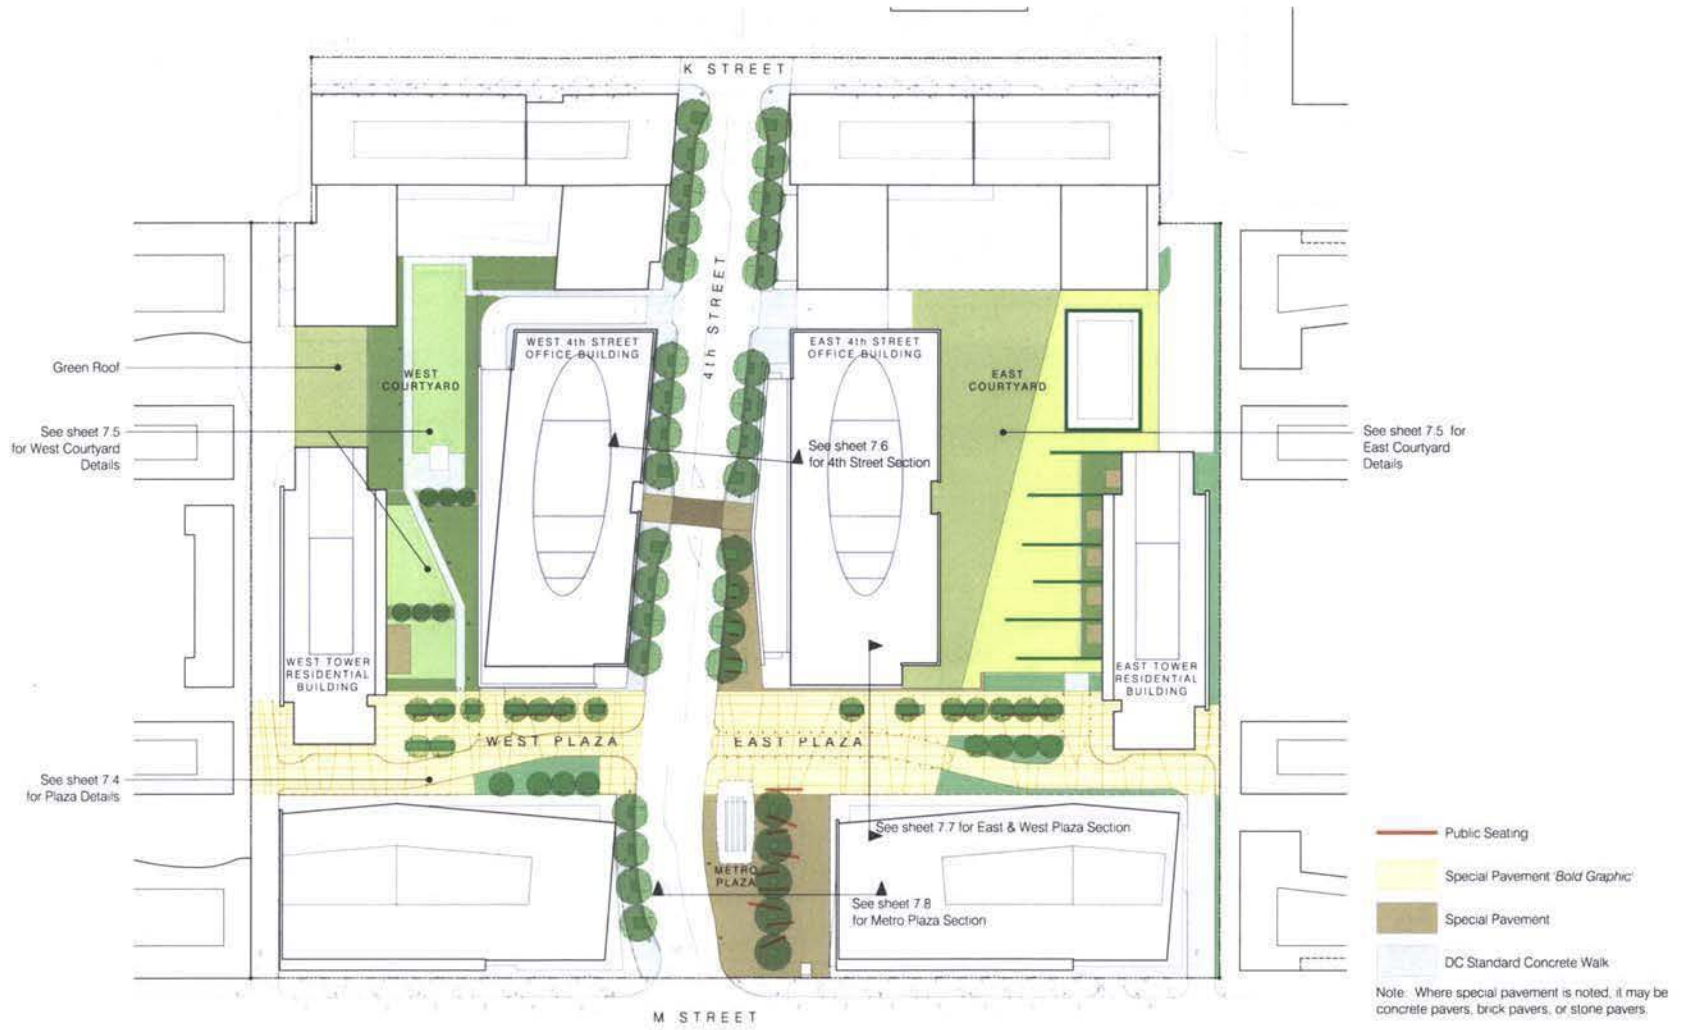 K STREET
4th STREET
WEST 4th STREET
OFFICE BUILDING
EAST 4th STREET
OFFICE BUILDING
Green Roof
WEST
COURTYARD
EAST
COURTYARD
See sheet 7.5
for West Courtyard
Details
See sheet 7.6
for 4th Street Section
See sheet 7.5 for
East Courtyard
Details
WEST TOWER
RESIDENTIAL
BUILDING
EAST TOWER
RESIDENTIAL
BUILDING
WEST PLAZA
EAST PLAZA
See sheet 7.4
for Plaza Details
See sheet 7.7 for East & West Plaza Section
METRO
PLAZA
See sheet 7.8
for Metro Plaza Section
M STREET
Public Seating
Special Pavement 'Bold Graphic'
Special Pavement
DC Standard Concrete Walk
Note: Where special pavement is noted, it may be
concrete pavers, brick pavers, or stone pavers.